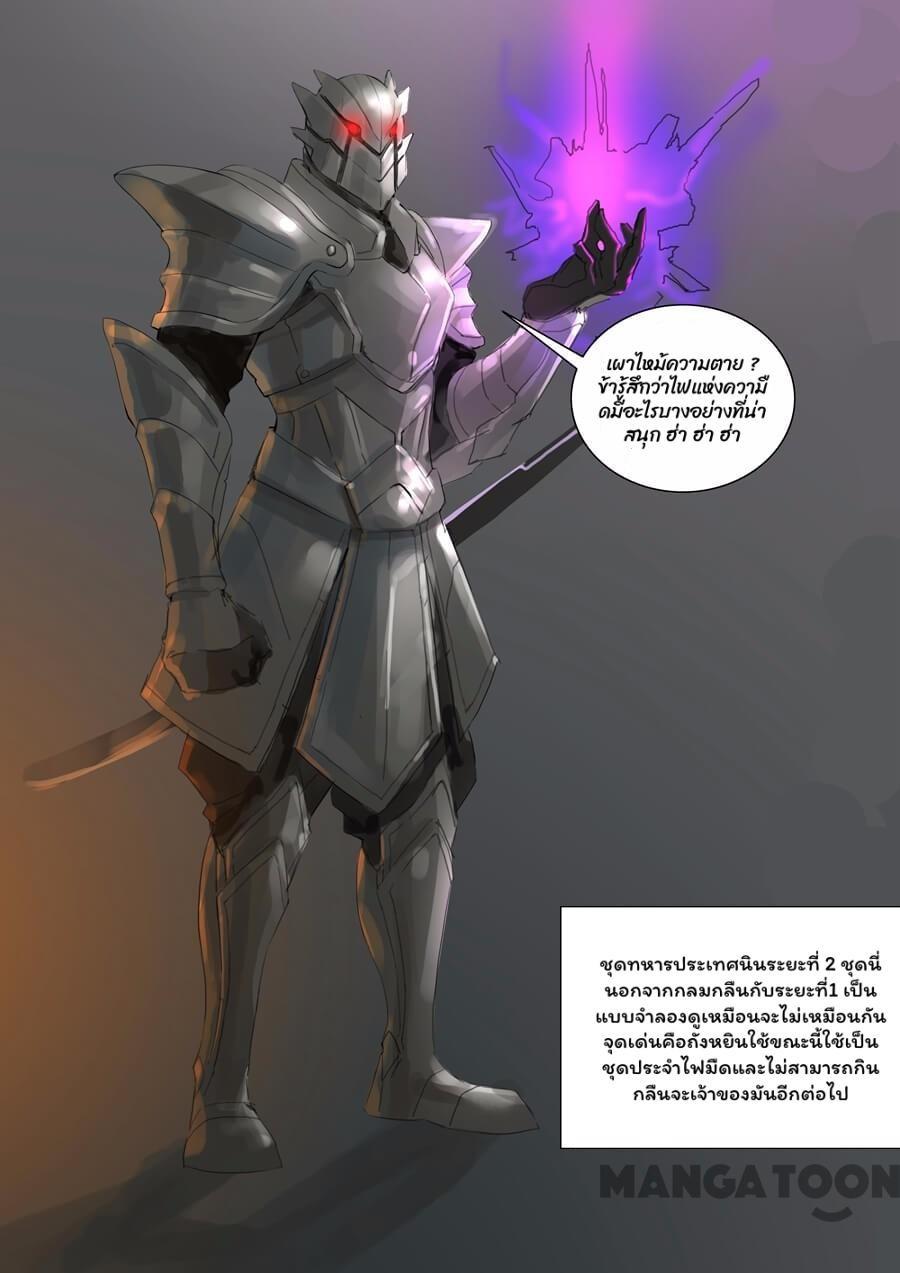 เผาไหม้ความตาย ?
ข้ารู้สึกว่าไฟแห่งความมื
ดมีอะไรบางอย่างที่น่า
สนุก ฮ่า ฮ่า ฮ่า
ชุดทหารประเทศนินระยะที่ 2 ชุดนี่
นอกจากกลมกลืนกับระยะที่1 เป็น
แบบจำลองดูเหมือนจะไม่เหมือนกัน
จุดเด่นคือถังหยินใช้ขณะนี้ใช้เป็น
ชุดประจำไฟมืดและไม่สามารถกิน
กลืนจะเจ้าของมันอีกต่อไป
MANGATOON